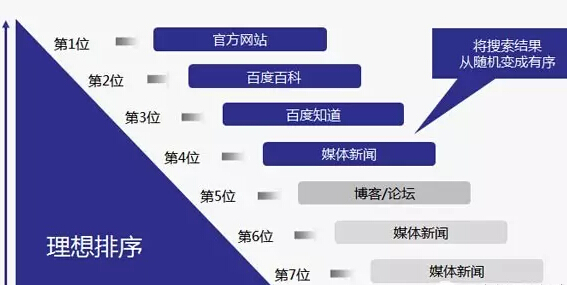 第1位
官方网站
第2位
百度百科
第3位
百度知道
第4位
媒体新闻
第5位
博客/论坛
第6位
媒体新闻
第7位
媒体新闻
将搜索结果
从随机变成有序
理想排序